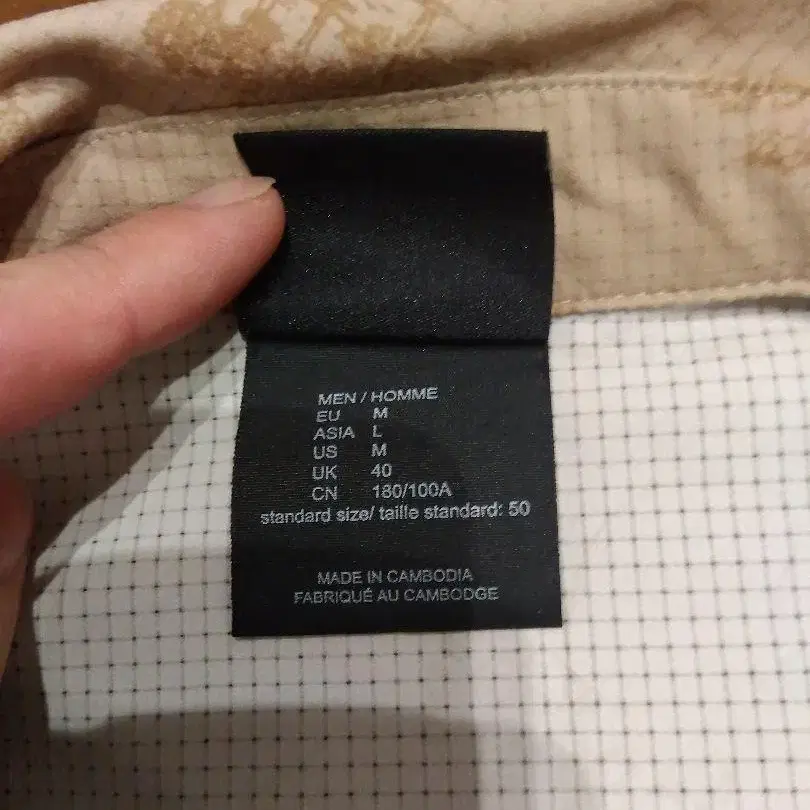 MEN / HOMME
EU M
ASIA L
US M
UK 40
CN 180/100A
standard size/ taille standard: 50
MADE IN CAMBODIA
FABRIQUÉ AU CAMBODGE